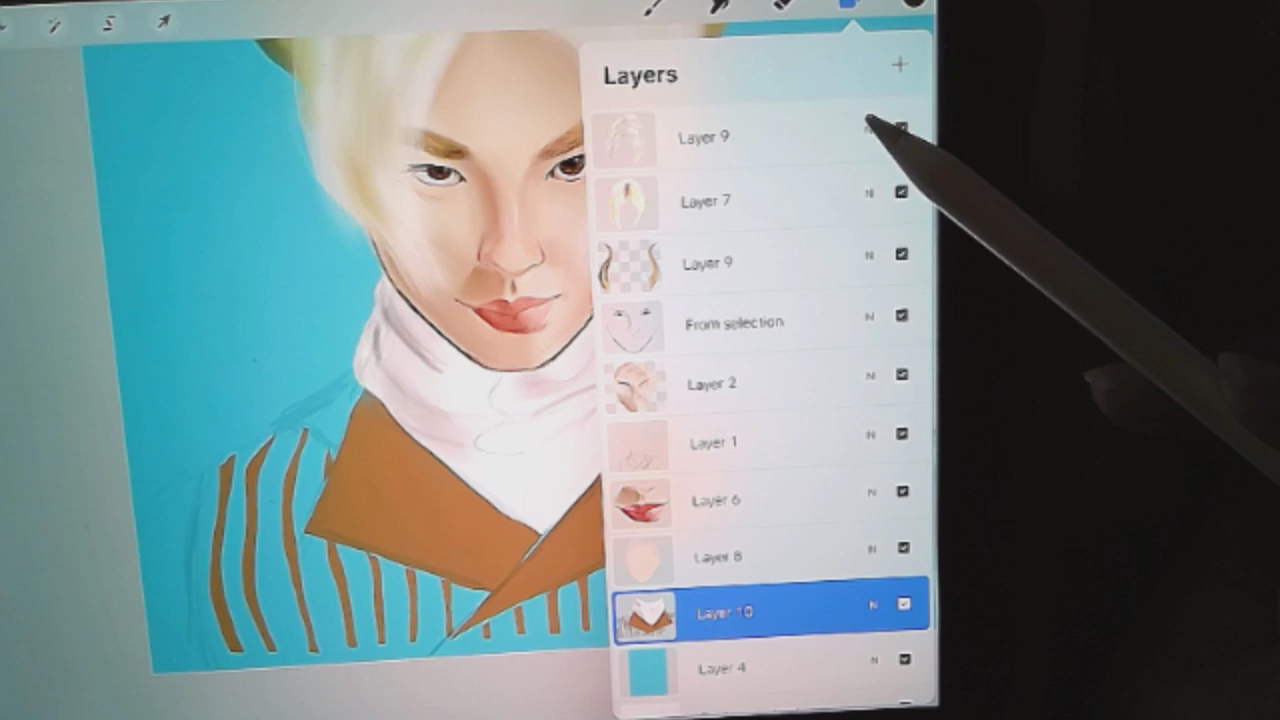 Layers
Layer 9
N
Layer 7
N
Layer 9
N
From selection
N
Layer 2
N
Layer 1
N
Layer 6
N
Layer 8
N
Layer 10
N
Layer 4
N